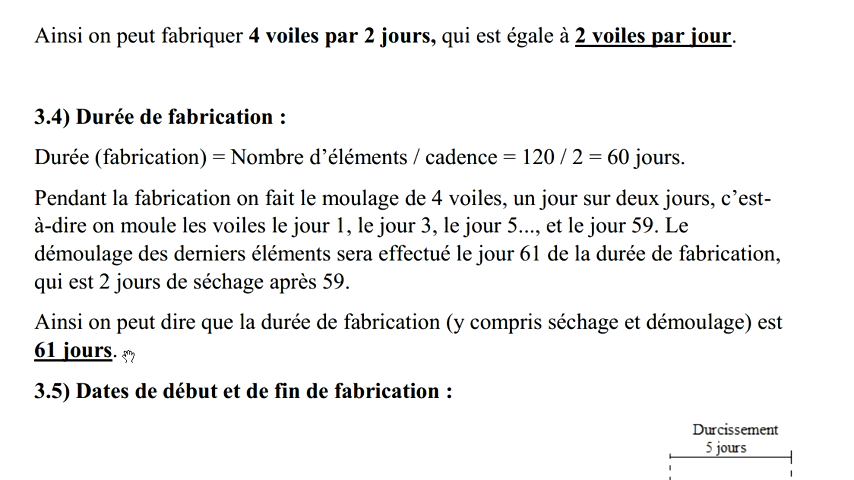 Ainsi on peut fabriquer 4 voiles par 2 jours, qui est égale à 2 voiles par jour.
3.4) Durée de fabrication :
Durée (fabrication) = Nombre d’éléments / cadence = 120 / 2 = 60 jours.
Pendant la fabrication on fait le moulage de 4 voiles, un jour sur deux jours, c’est-
à-dire on moule les voiles le jour 1, le jour 3, le jour 5..., et le jour 59. Le
démoulage des derniers éléments sera effectué le jour 61 de la durée de fabrication,
qui est 2 jours de séchage après 59.
Ainsi on peut dire que la durée de fabrication (y compris séchage et démoulage) est
61 jours.
3.5) Dates de début et de fin de fabrication :
Durcissement
5 jours